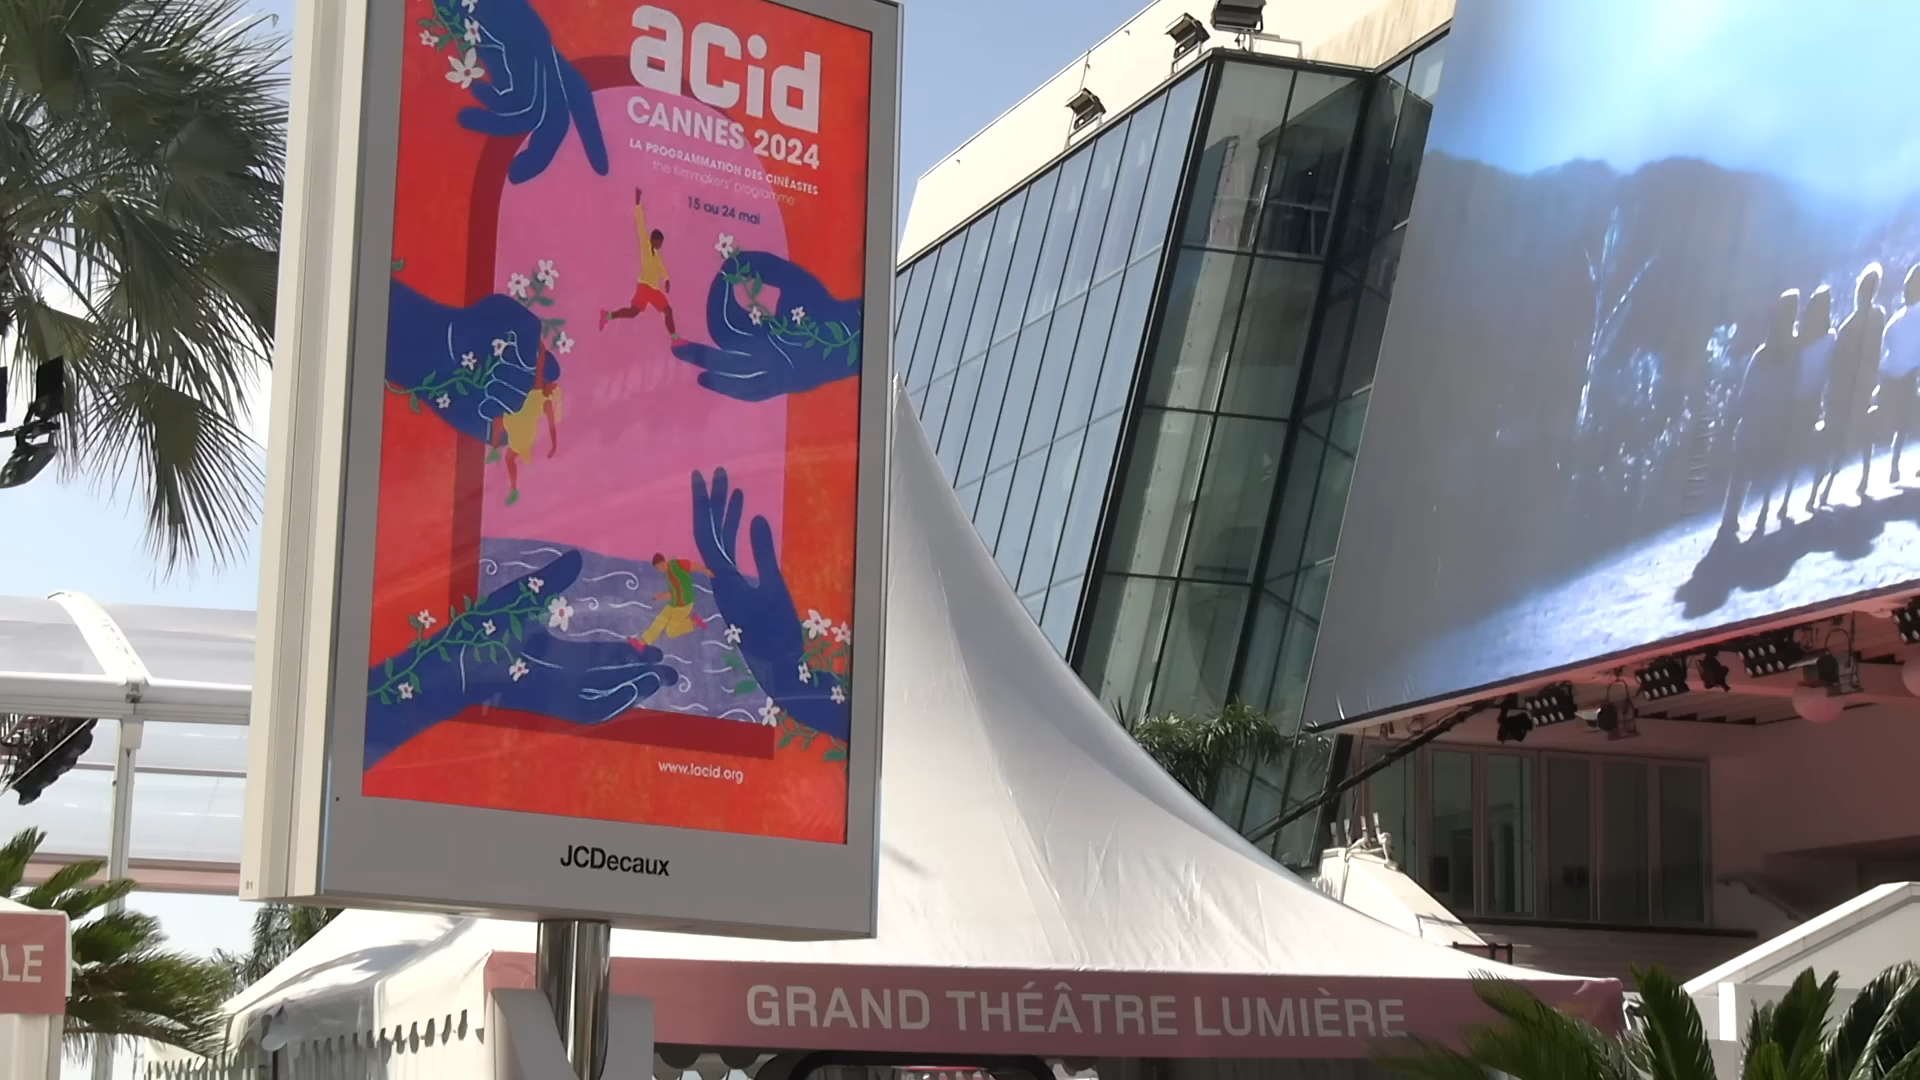 acid
CANNES 2024
LA PROGRAMMATION DES CINÉASTES
the filmmakers' programme
15 au 24 mai
www.lacid.org
JCDecaux
LE
GRAND THÉÂTRE LUMIÈRE